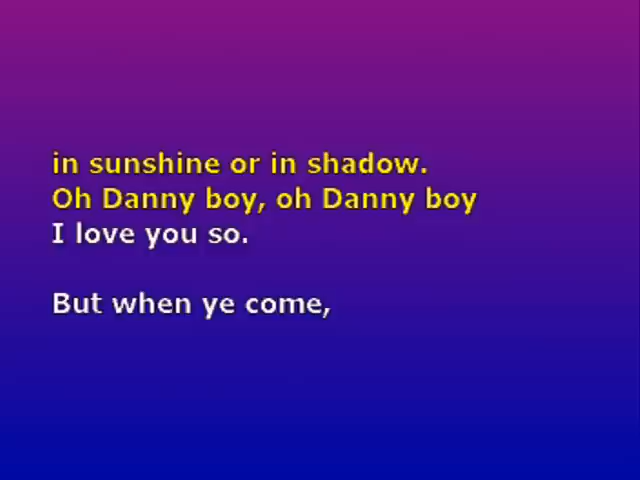 in sunshine or in shadow.
Oh Danny boy, oh Danny boy
I love you so.
But when ye come,